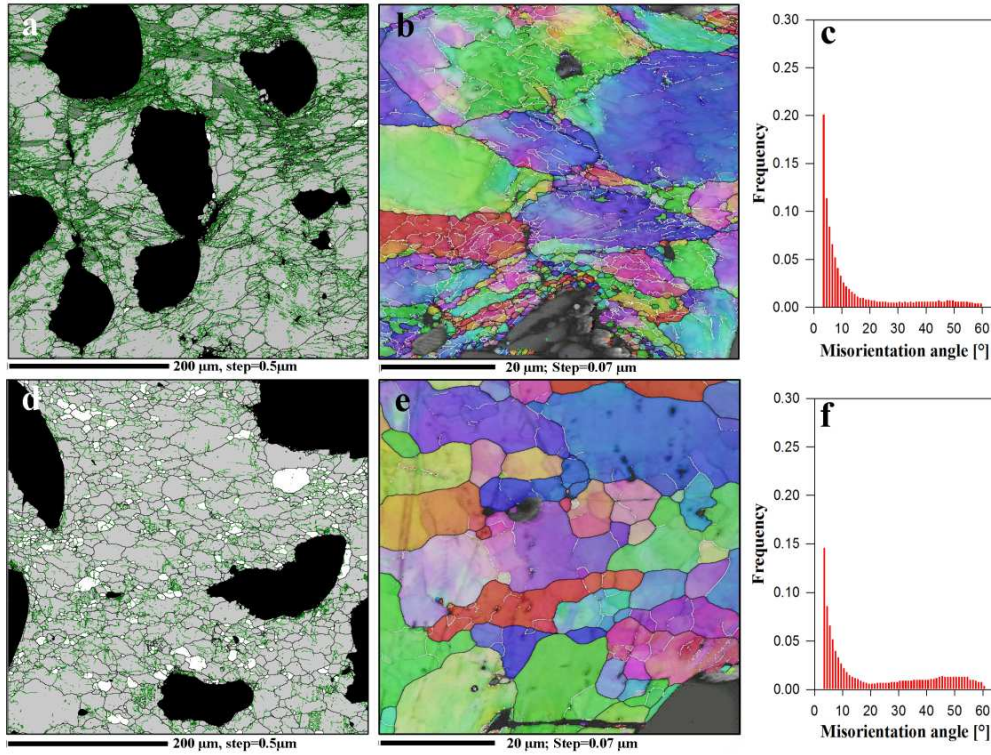 a
200 μm, step=0.5μm
b
20 μm; Step=0.07 μm
c
0.30
0.25
0.20
0.15
0.10
0.05
0.00
Frequency
0 10 20 30 40 50 60
Misorientation angle [°]
d
200 μm, step=0.5μm
e
20 μm; Step=0.07 μm
f
0.30
0.25
0.20
0.15
0.10
0.05
0.00
Frequency
0 10 20 30 40 50 60
Misorientation angle [°]